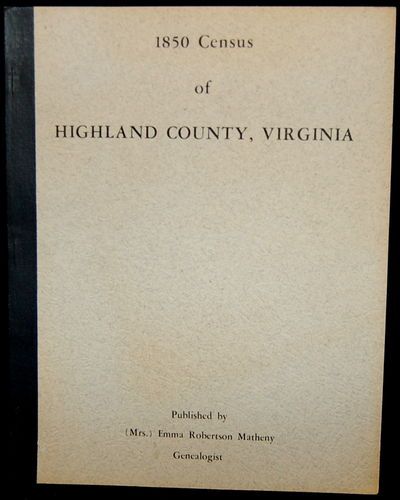 1850 Census
of
HIGHLAND COUNTY, VIRGINIA
Published by
(Mrs.) Emma Robertson Matheny
Genealogist